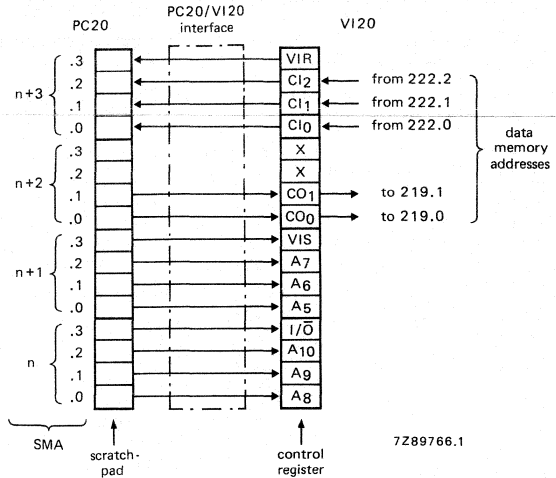 PC20
PC20/VI20
interface
VI20
.3 VIR
n+3 .2 CI2 from 222.2
.1 CI1 from 222.1
.0 CI0 from 222.0
data
memory
addresses
.3 X
n+2 .2 X
.1 CO1 to 219.1
.0 CO0 to 219.0
.3 VIS
n+1 .2 A7
.1 A6
.0 A5
.3 I/O̅
n .2 A10
.1 A9
.0 A8
SMA
scratch-
pad
control
register
7Z89766.1